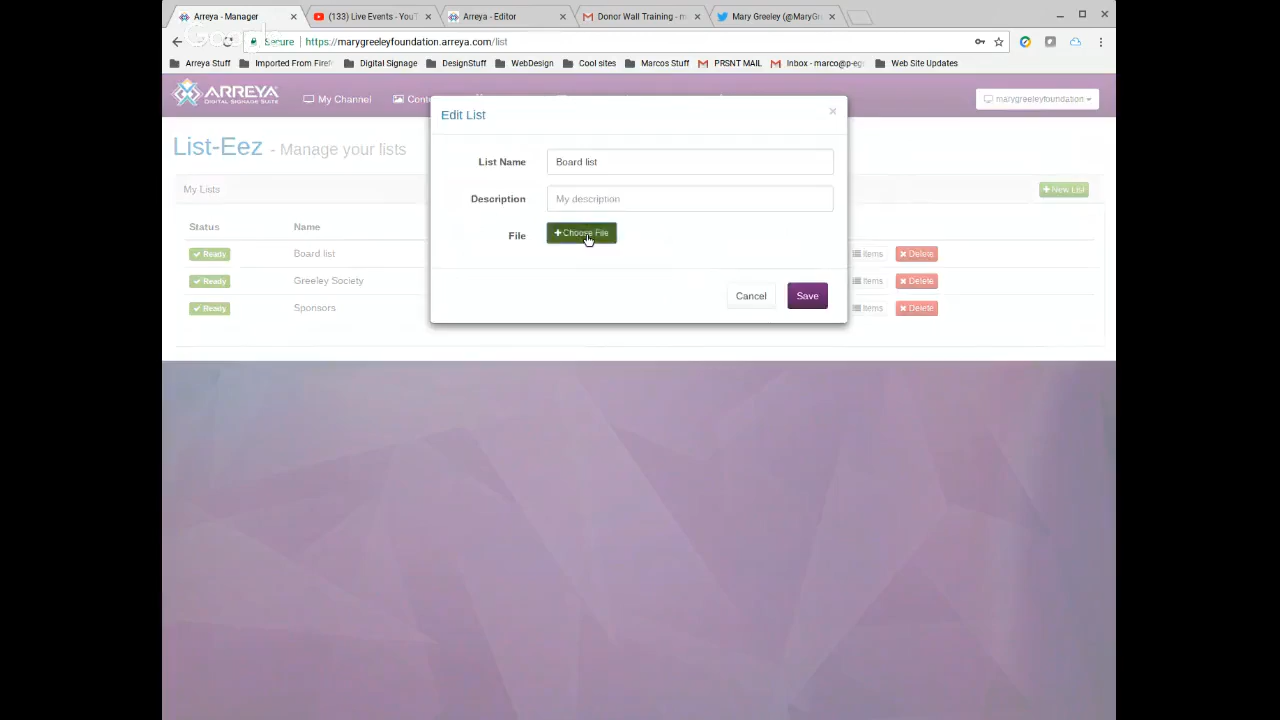 Arreya - Manager
(133) Live Events - YouT
Arreya - Editor
Donor Wall Training - m
Mary Greeley (@MaryGr
Google
Secure
https://marygreeleyfoundation.arreya.com/list
Arreya Stuff
Imported From Firef
Digital Signage
DesignStuff
WebDesign
Cool sites
Marcos Stuff
PRSNT MAIL
Inbox - marco@p-eg
Web Site Updates
ARREYA
DIGITAL SIGNAGE SUITE
My Channel
Conte
marygreeleyfoundation
List-Eez - Manage your lists
My Lists
New List
Status
Name
Ready
Board list
Items
Delete
Ready
Greeley Society
Items
Delete
Ready
Sponsors
Items
Delete
Edit List
×
List Name
Board list
Description
My description
File
Choose File
Cancel
Save